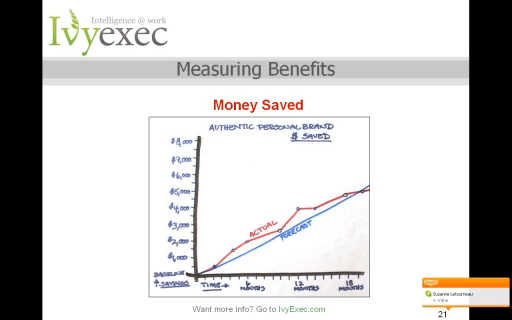 Intelligence @ work
Ivyexec
Measuring Benefits
Money Saved
AUTHENTIC PERSONAL BRAND
$ SAVED
$8,000
$7,000
$6,000
$5,000
$4,000
$3,000
$2,000
$1,000
ACTUAL
FORECAST
BASELINE
$ SAVINGS
TIME → 6 MONTHS 12 MONTHS 18 MONTHS
Want more info? Go to IvyExec.com
Suzanne Letourneau
21